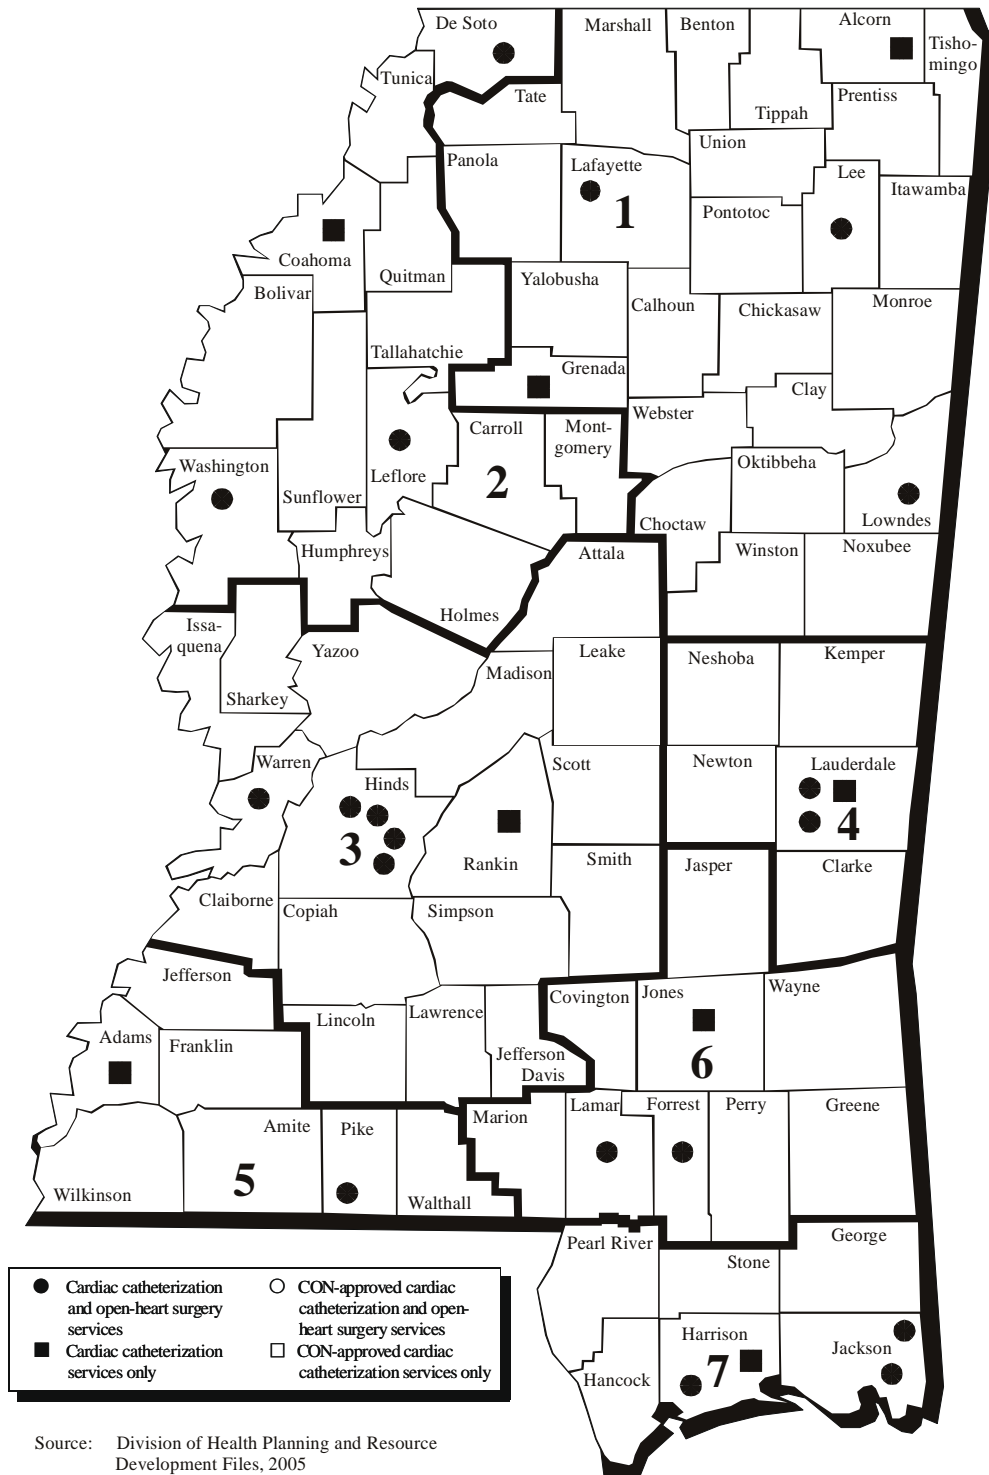 De Soto
Marshall
Benton
Alcorn
Tisho-
mingo
Tunica
Tate
Tippah
Prentiss
Panola
Lafayette
Union
Lee
Itawamba
1
Pontotoc
Coahoma
Quitman
Bolivar
Yalobusha
Calhoun
Chickasaw
Monroe
Tallahatchie
Grenada
Clay
Webster
Carroll
Mont-
gomery
Washington
Leflore
2
Sunflower
Oktibbeha
Lowndes
Choctaw
Humphreys
Attala
Winston
Noxubee
Holmes
Issa-
quena
Yazoo
Leake
Neshoba
Kemper
Madison
Sharkey
Warren
Hinds
Scott
Newton
Lauderdale
4
3
Rankin
Smith
Jasper
Clarke
Claiborne
Copiah
Simpson
Jefferson
Covington
Jones
Wayne
Lincoln
Lawrence
Adams
Franklin
Jefferson
Davis
6
Marion
Lamar
Forrest
Perry
Greene
Amite
Pike
Wilkinson
5
Walthall
Pearl River
George
Stone
Harrison
Jackson
Hancock
7
Cardiac catheterization
and open-heart surgery
services
Cardiac catheterization
services only
CON-approved cardiac
catheterization and open-
heart surgery services
CON-approved cardiac
catheterization services only
Source: Division of Health Planning and Resource
Development Files, 2005